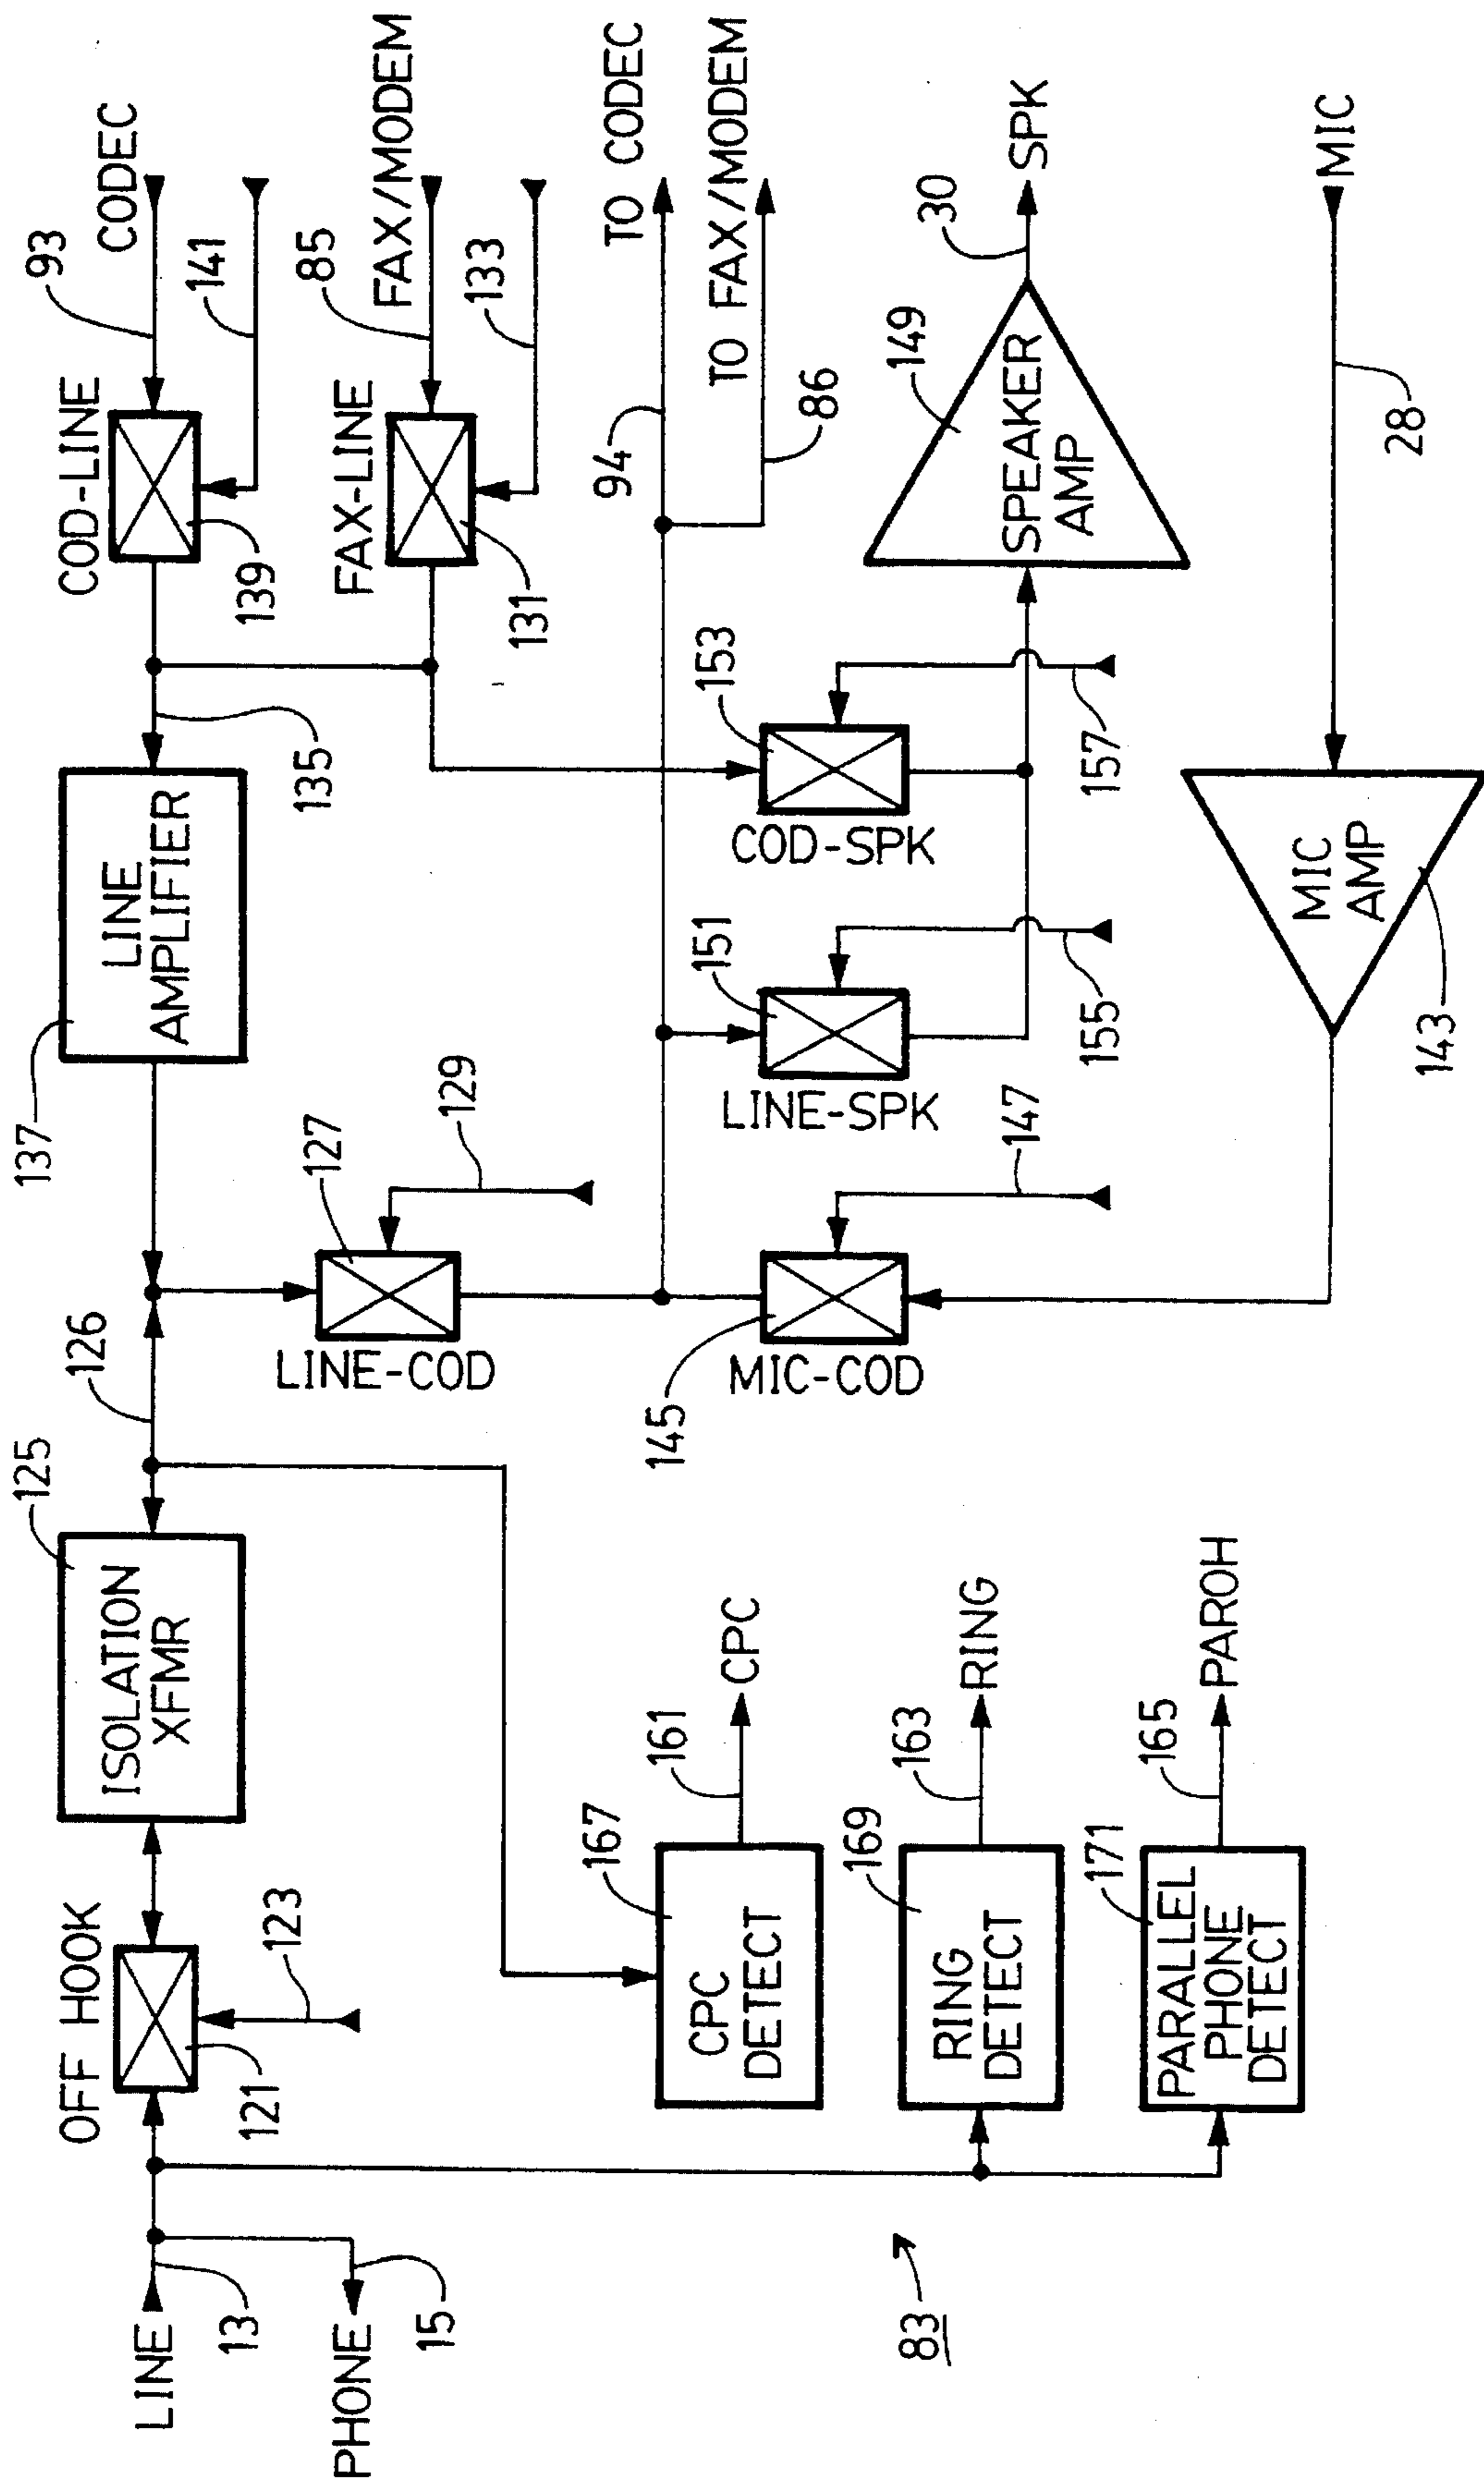 LINE
13
PHONE
15
OFF HOOK
121
123
ISOLATION
XFMR
125
126
LINE
AMPLIFIER
137
135
COD-LINE
139
93
CODEC
141
FAX-LINE
131
85
FAX/MODEM
133
LINE-COD
127
129
94
TO CODEC
86
TO FAX/MODEM
MIC-COD
145
147
LINE-SPK
151
155
COD-SPK
153
157
SPEAKER
AMP
149
30
SPK
MIC
AMP
143
28
MIC
CPC
DETECT
167
161
CPC
RING
DETECT
169
163
RING
PARALLEL
PHONE
DETECT
171
165
PAROH
83